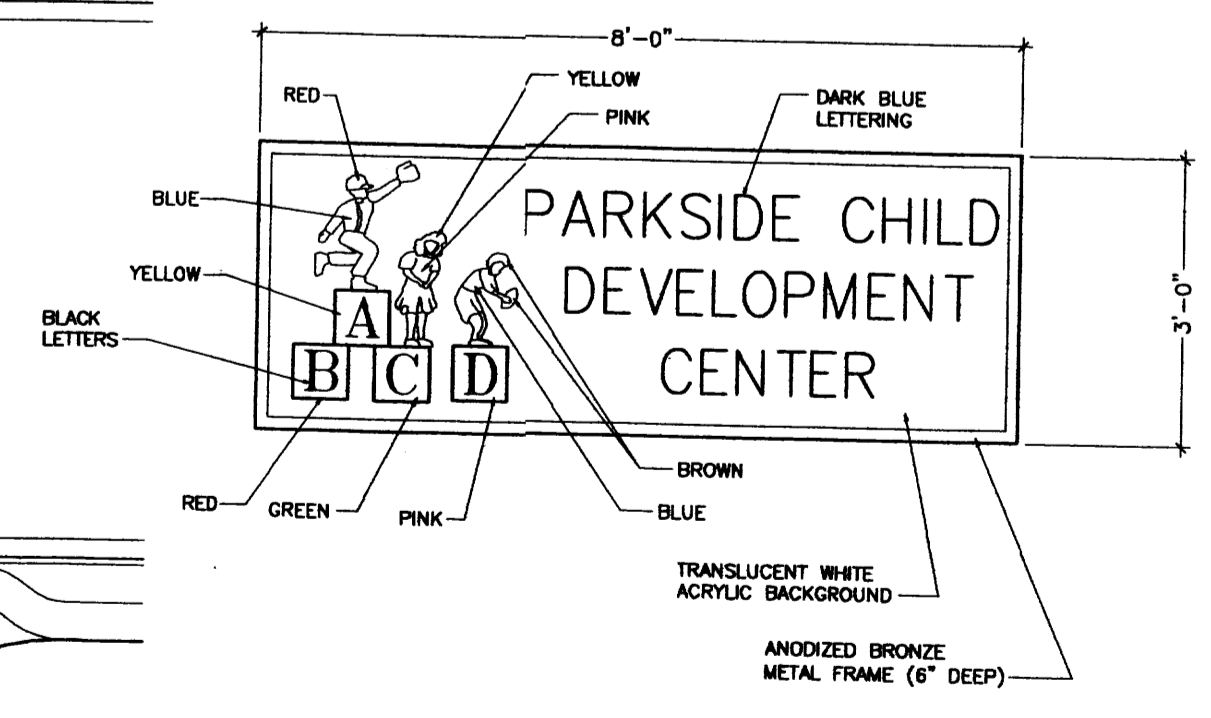 8'-0"
YELLOW
RED
PINK
DARK BLUE
LETTERING
BLUE
PARKSIDE CHILD
YELLOW
DEVELOPMENT
3'-0"
BLACK
LETTERS
A
B C D
CENTER
BROWN
RED
GREEN
PINK
BLUE
TRANSLUCENT WHITE
ACRYLIC BACKGROUND
ANODIZED BRONZE
METAL FRAME (6" DEEP)